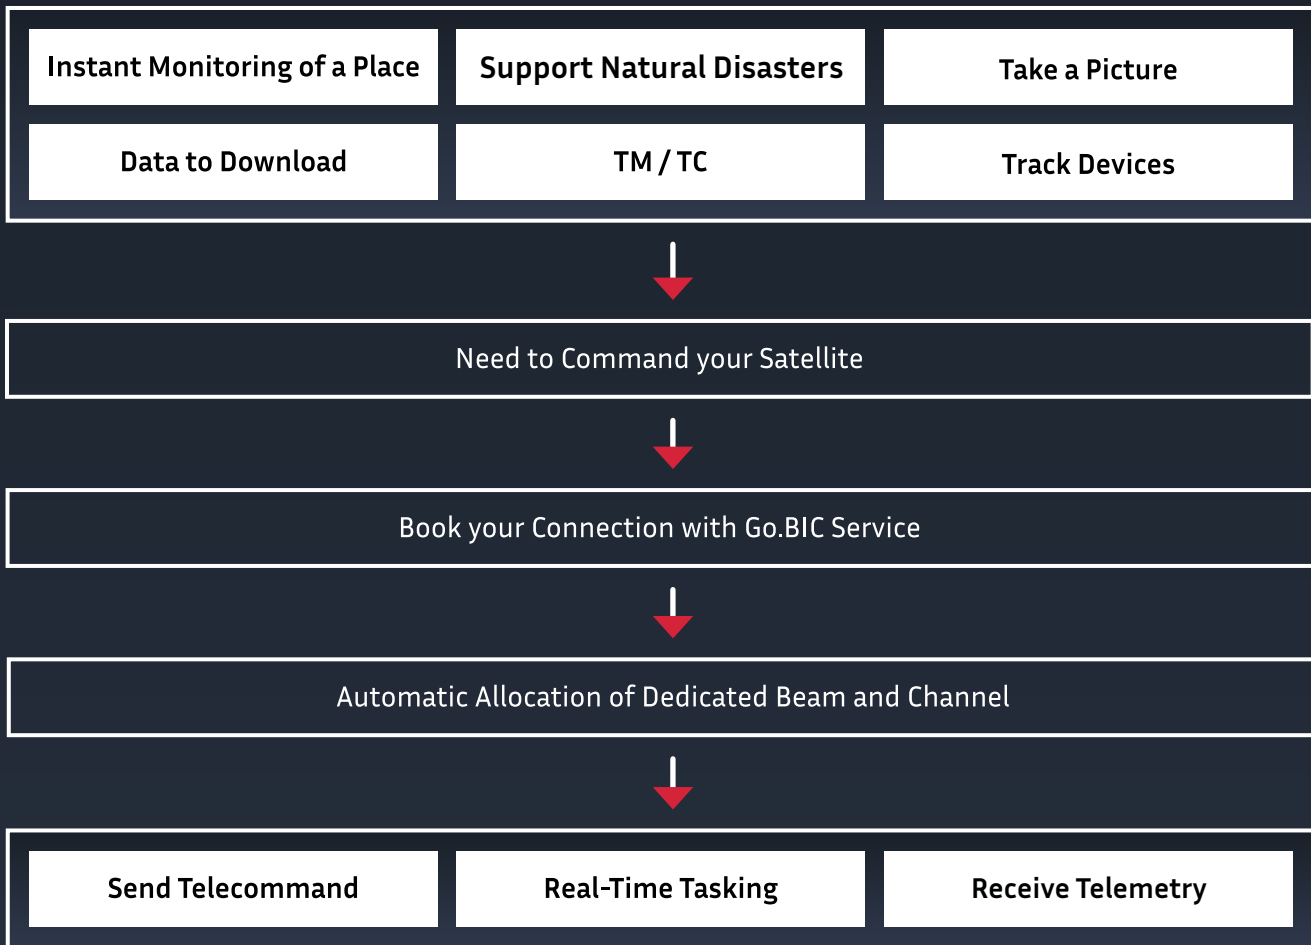 Instant Monitoring of a Place
Support Natural Disasters
Take a Picture
Data to Download
TM / TC
Track Devices
Need to Command your Satellite
Book your Connection with Go.BIC Service
Automatic Allocation of Dedicated Beam and Channel
Send Telecommand
Real-Time Tasking
Receive Telemetry